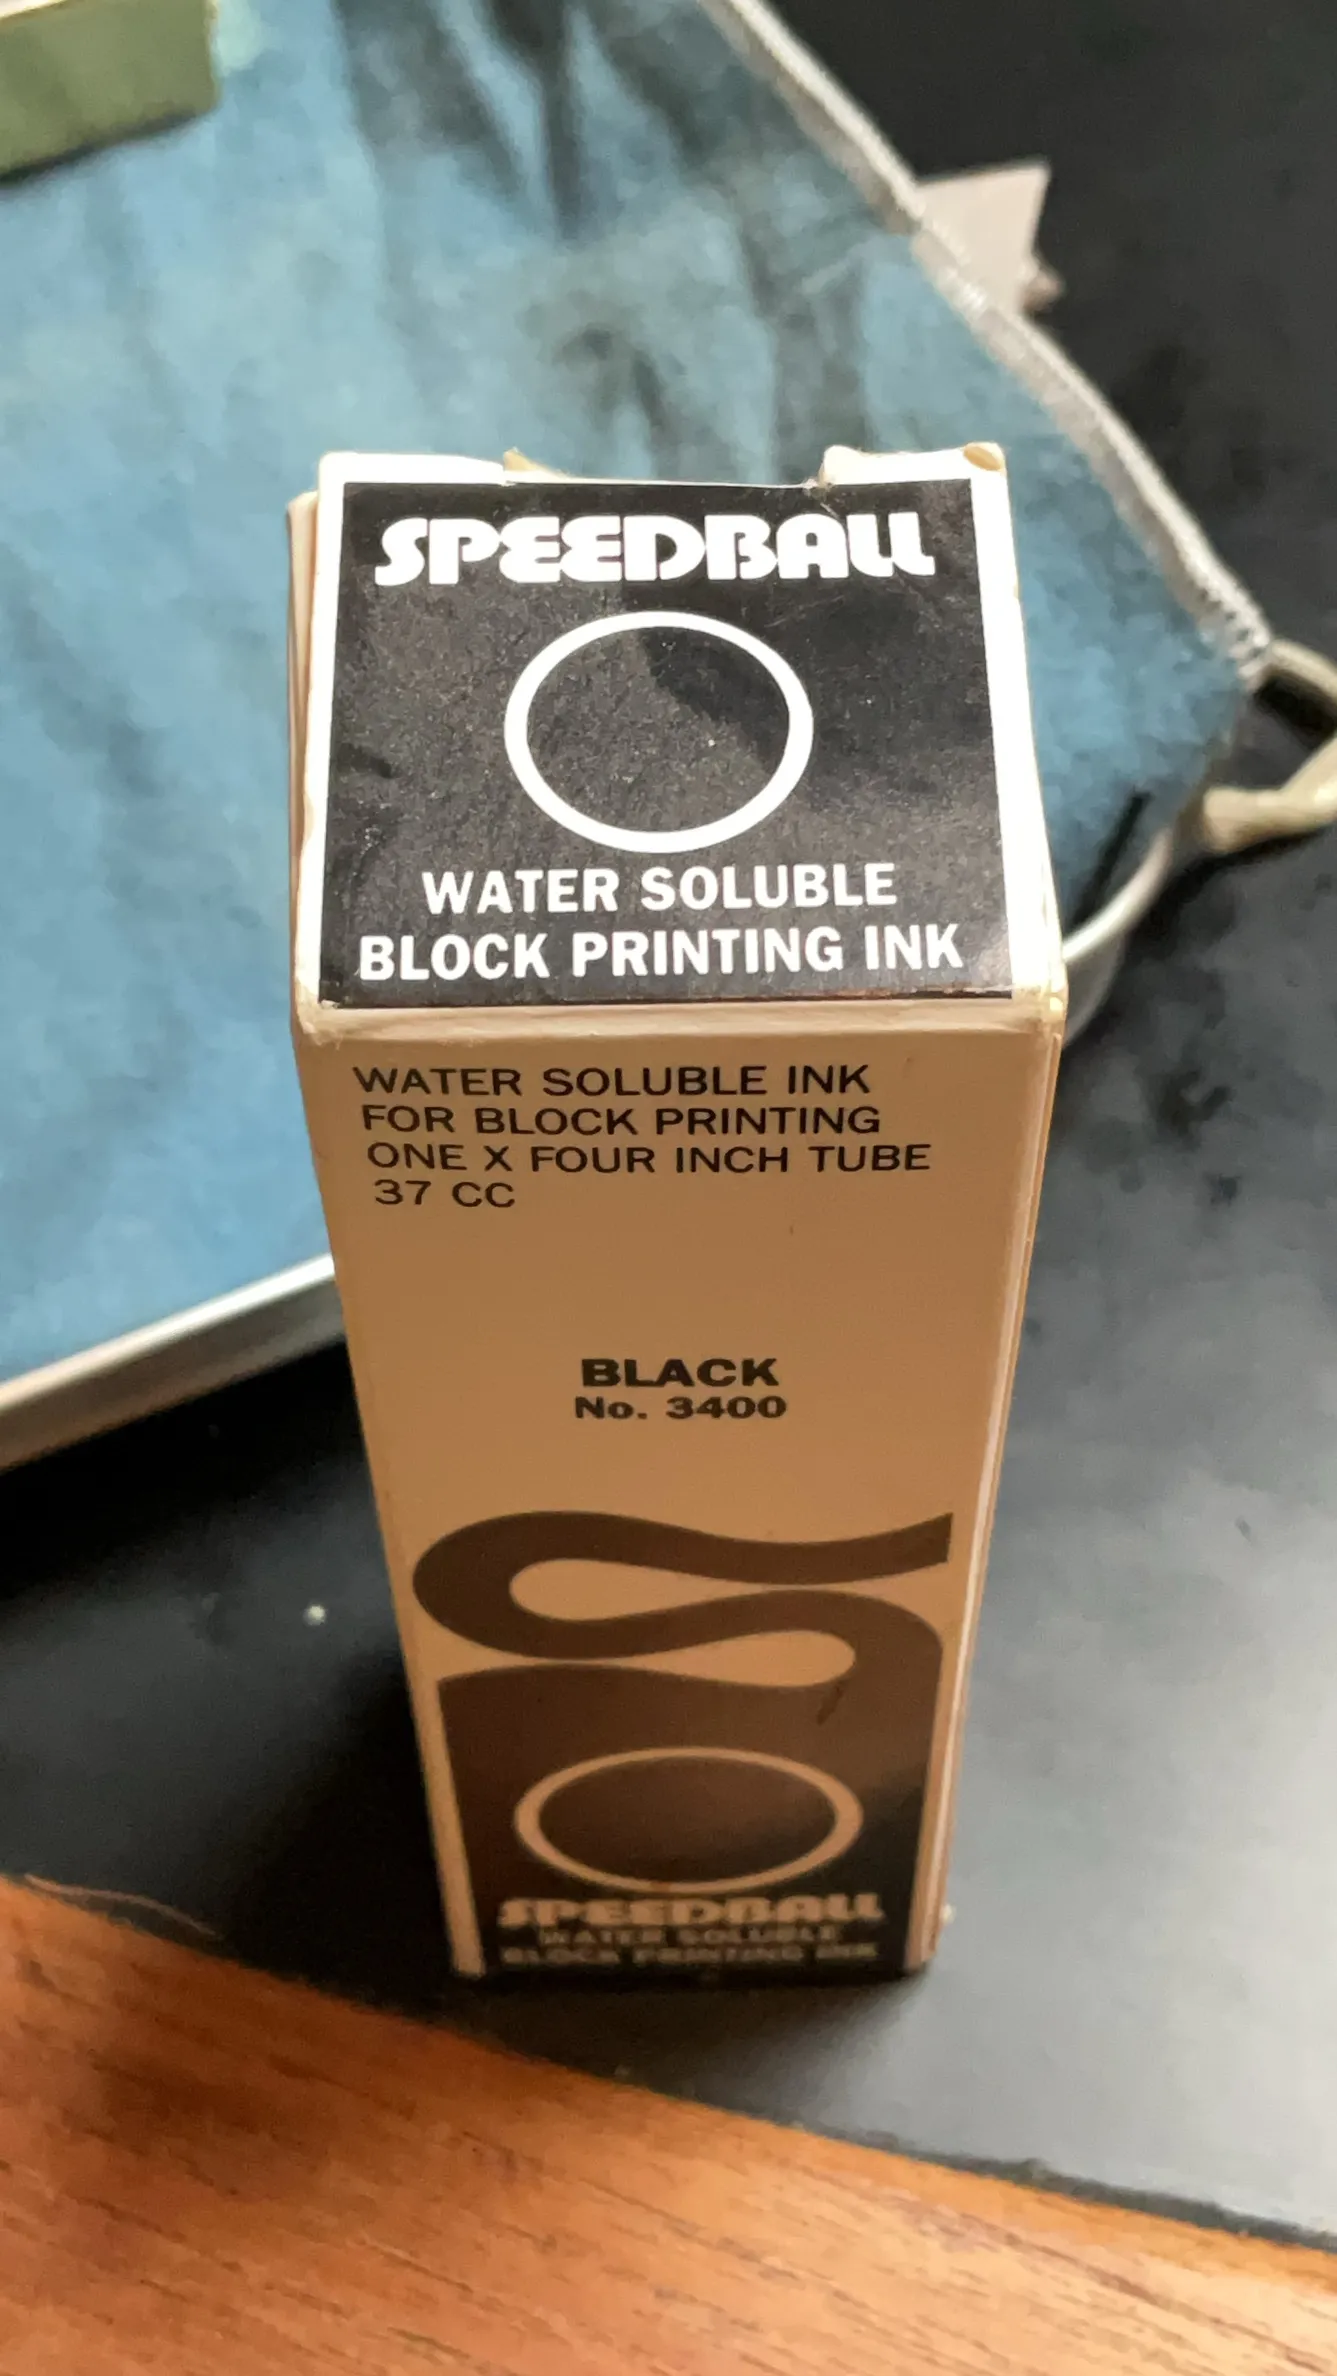 SPEEDBALL
WATER SOLUBLE
BLOCK PRINTING INK
WATER SOLUBLE INK
FOR BLOCK PRINTING
ONE X FOUR INCH TUBE
37 CC
BLACK
No. 3400
SPEEDBALL
WATER SOLUBLE
BLOCK PRINTING INK